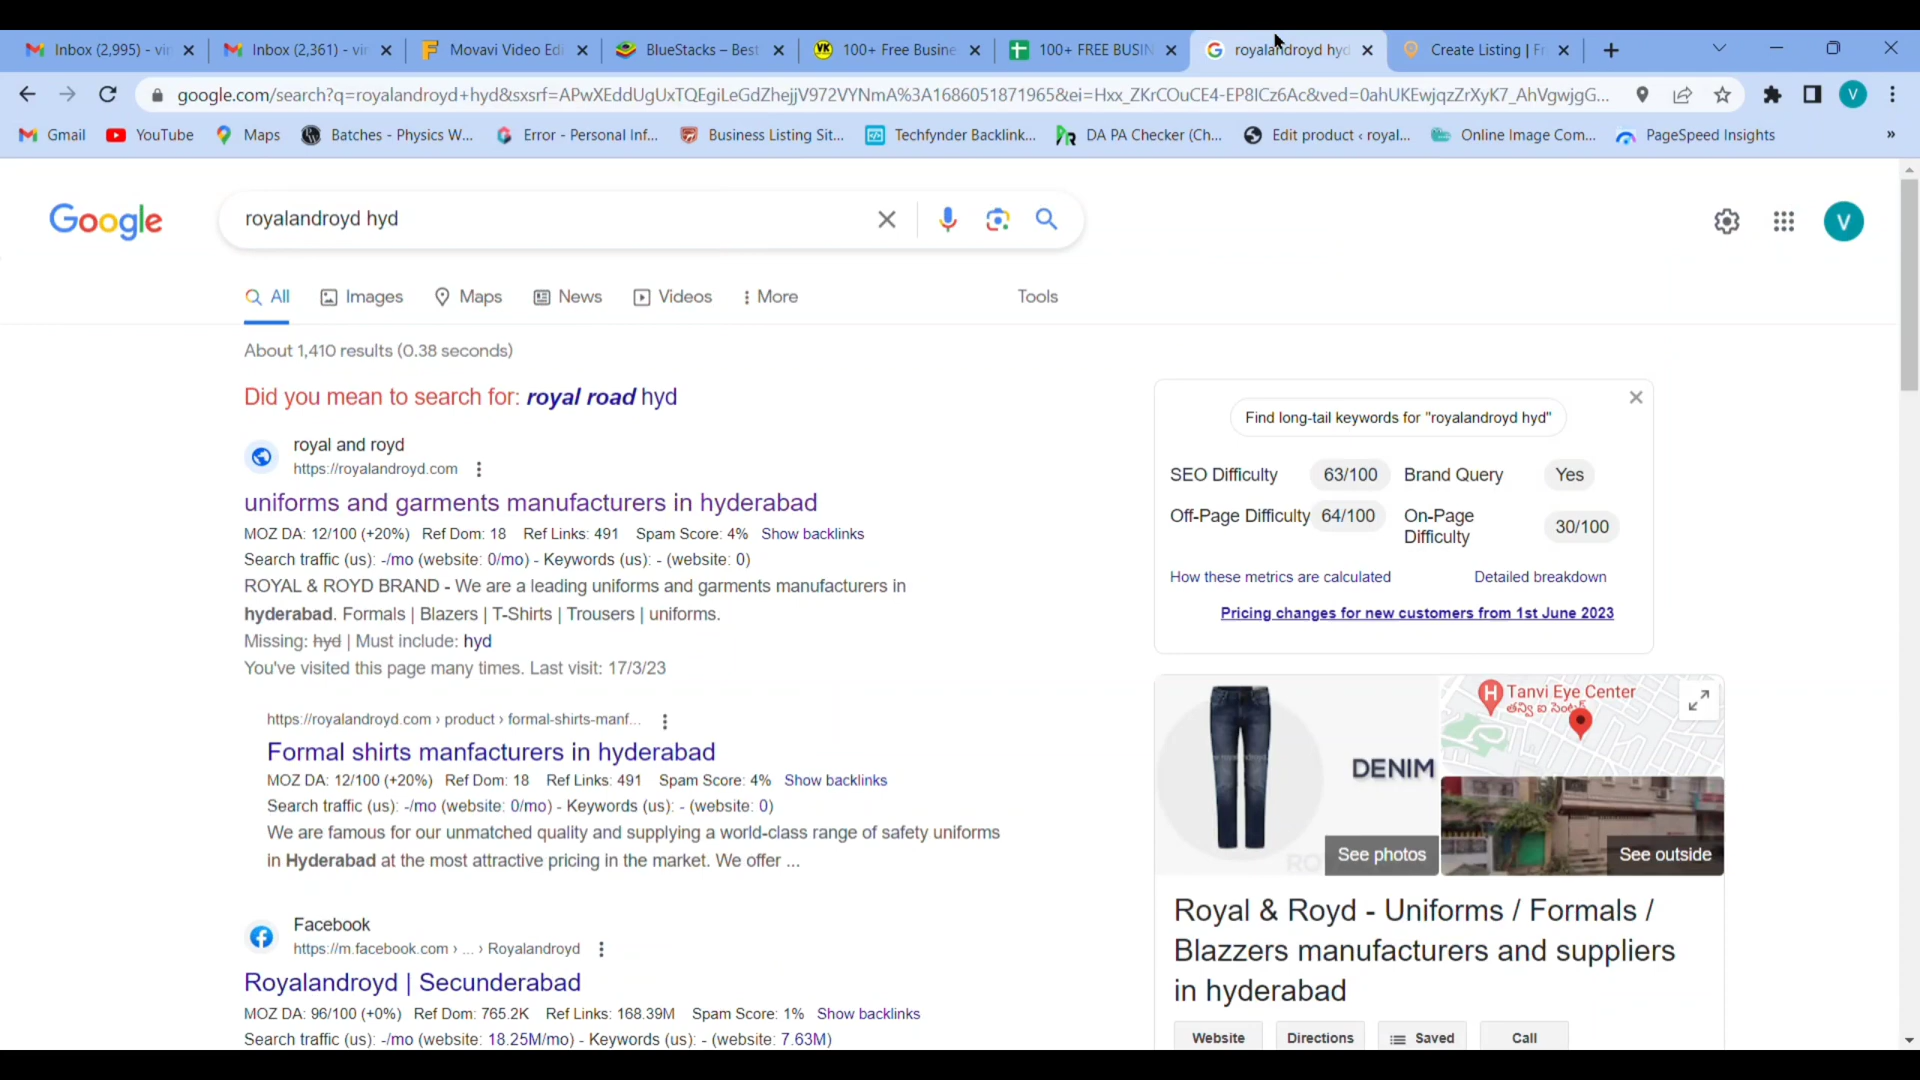 Inbox (2,995) - vir
Inbox (2,361) - vir
Movavi Video Edi
BlueStacks – Best
VK
100+ Free Busine
100+ FREE BUSIN
royalandroyd hyd
Create Listing | Fr
google.com/search?q=royalandroyd+hyd&sxsrf=APwXEddUgUxTQEgiLeGdZhejjV972VYNmA%3A1686051871965&ei=Hxx_ZKrCOuCE4-EP8ICz6Ac&ved=0ahUKEwjqzZrXyK7_AhVgwjgG...
V
Gmail
YouTube
Maps
Batches - Physics W...
Error - Personal Inf...
Business Listing Sit...
Techfynder Backlink...
DA PA Checker (Ch...
Edit product ‹ royal...
Online Image Com...
PageSpeed Insights
»
Google
royalandroyd hyd
V
All
Images
Maps
News
Videos
More
Tools
About 1,410 results (0.38 seconds)
Did you mean to search for: royal road hyd
royal and royd
https://royalandroyd.com
uniforms and garments manufacturers in hyderabad
MOZ DA: 12/100 (+20%) Ref Dom: 18 Ref Links: 491 Spam Score: 4% Show backlinks
Search traffic (us): -/mo (website: 0/mo) - Keywords (us): - (website: 0)
ROYAL & ROYD BRAND - We are a leading uniforms and garments manufacturers in
hyderabad. Formals | Blazers | T-Shirts | Trousers | uniforms.
Missing: hyd | Must include: hyd
You've visited this page many times. Last visit: 17/3/23
https://royalandroyd.com › product › formal-shirts-manf...
Formal shirts manfacturers in hyderabad
MOZ DA: 12/100 (+20%) Ref Dom: 18 Ref Links: 491 Spam Score: 4% Show backlinks
Search traffic (us): -/mo (website: 0/mo) - Keywords (us): - (website: 0)
We are famous for our unmatched quality and supplying a world-class range of safety uniforms
in Hyderabad at the most attractive pricing in the market. We offer ...
Facebook
https://m.facebook.com › ... › Royalandroyd
Royalandroyd | Secunderabad
MOZ DA: 96/100 (+0%) Ref Dom: 765.2K Ref Links: 168.39M Spam Score: 1% Show backlinks
Search traffic (us): -/mo (website: 18.25M/mo) - Keywords (us): - (website: 7.63M)
Find long-tail keywords for "royalandroyd hyd"
SEO Difficulty 63/100 Brand Query Yes
Off-Page Difficulty 64/100 On-Page
Difficulty 30/100
How these metrics are calculated
Detailed breakdown
Pricing changes for new customers from 1st June 2023
DENIM
RO
See photos
H
Tanvi Eye Center
తన్వి ఐ సెంటర్
See outside
Royal & Royd - Uniforms / Formals /
Blazzers manufacturers and suppliers
in hyderabad
Website
Directions
Saved
Call